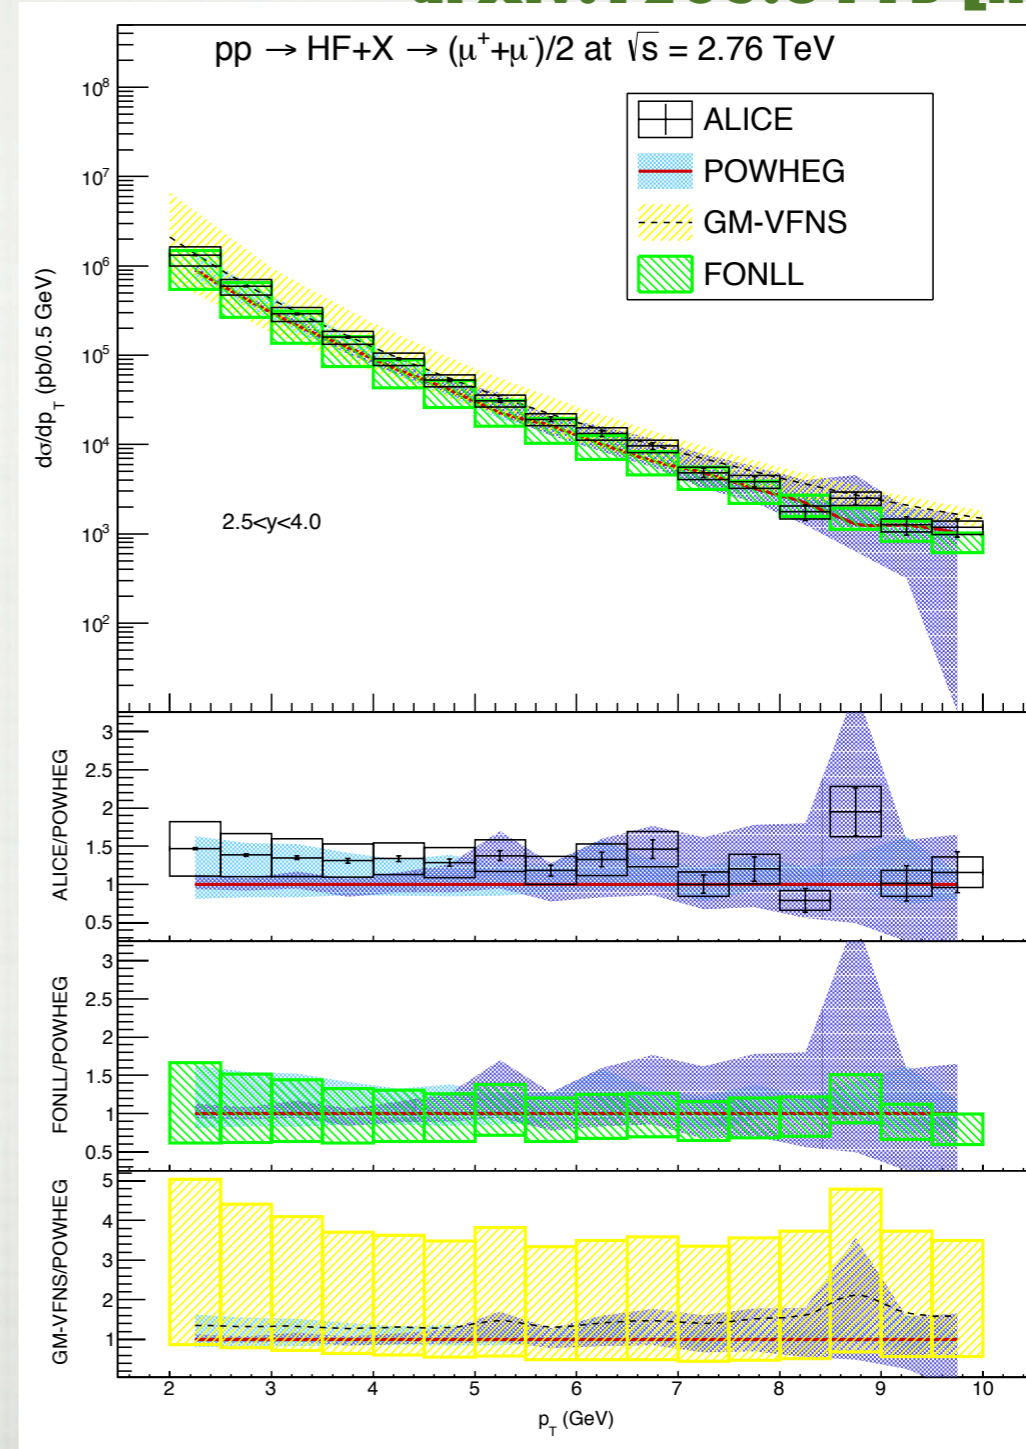 pp → HF+X → (μ⁺+μ⁻)/2 at √s = 2.76 TeV
ALICE
POWHEG
GM-VFNS
FONLL
10⁸
10⁷
10⁶
10⁵
10⁴
10³
10²
dσ/dp_T (pb/0.5 GeV)
2.5<y<4.0
3
2.5
2
1.5
1
0.5
ALICE/POWHEG
3
2.5
2
1.5
1
0.5
FONLL/POWHEG
5
4
3
2
1
GM-VFNS/POWHEG
2 3 4 5 6 7 8 9 10
p_T (GeV)